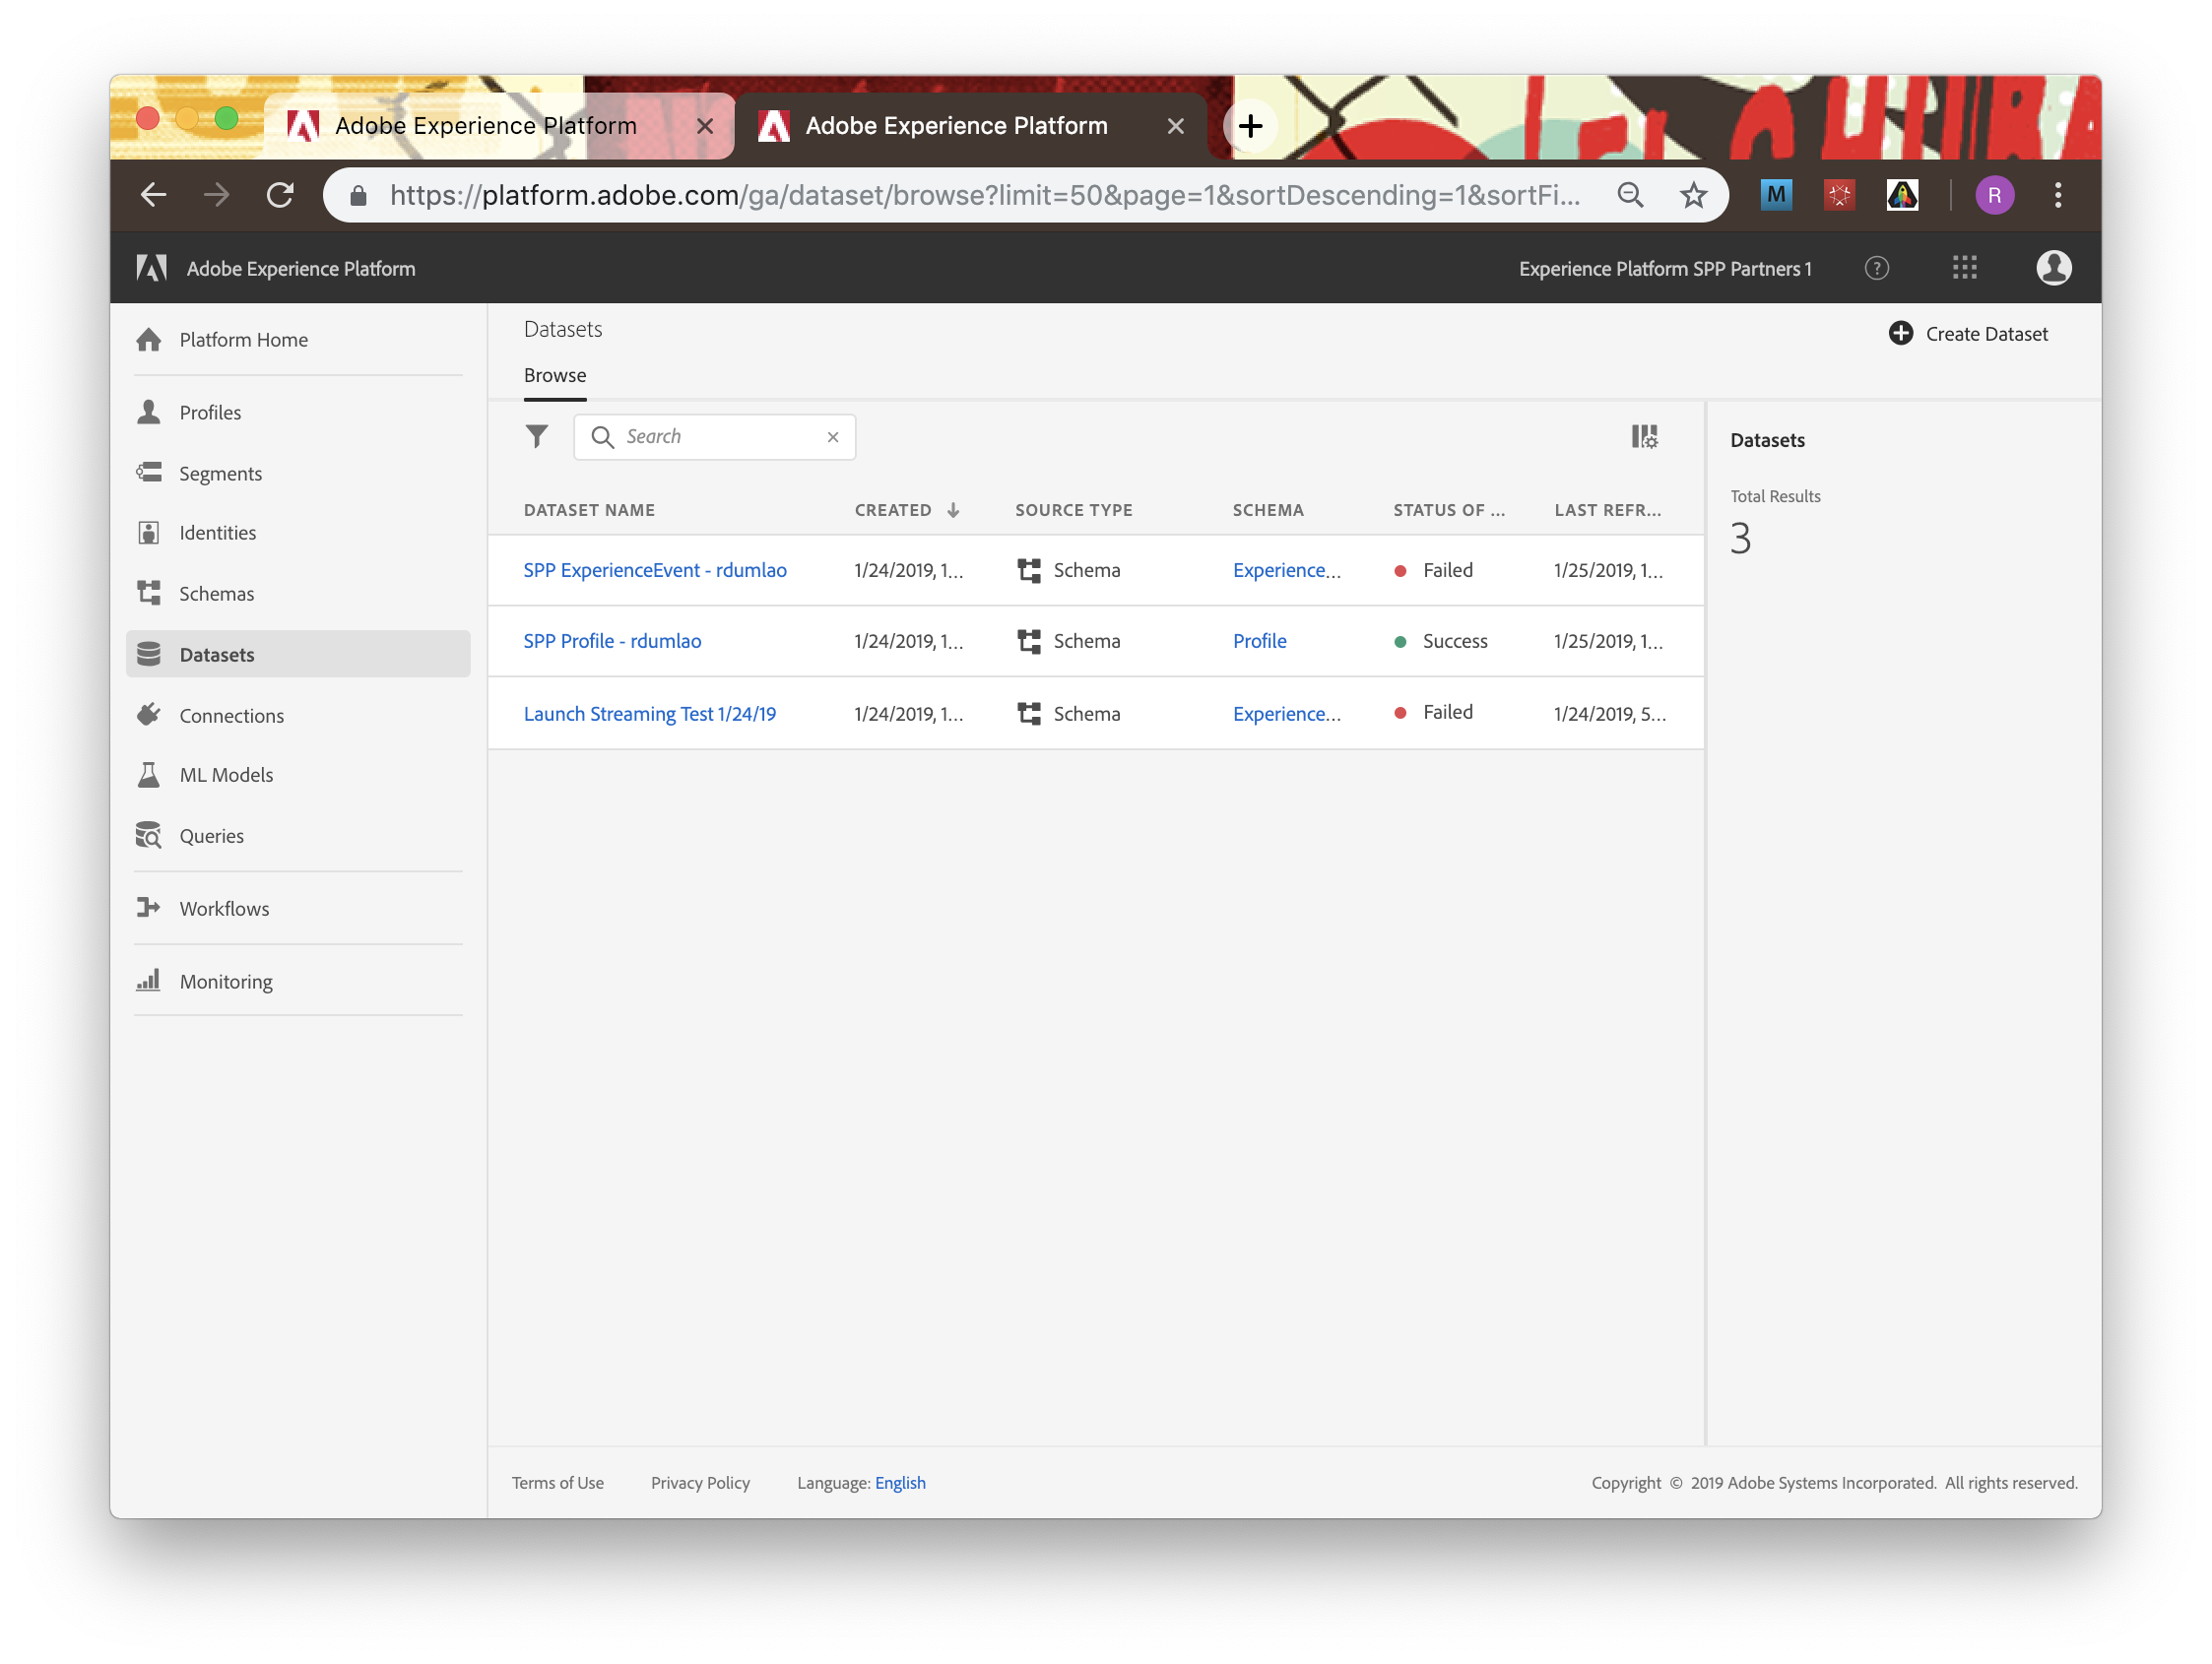 Adobe Experience Platform
Adobe Experience Platform
https://platform.adobe.com/ga/dataset/browse?limit=50&page=1&sortDescending=1&sortFi...
M
R
Adobe Experience Platform
Experience Platform SPP Partners 1
?
Platform Home
Profiles
Segments
Identities
Schemas
Datasets
Connections
ML Models
Queries
Workflows
Monitoring
Datasets
Create Dataset
Browse
Search
DATASET NAME CREATED SOURCE TYPE SCHEMA STATUS OF ... LAST REFR...
SPP ExperienceEvent - rdumlao 1/24/2019, 1... Schema Experience... Failed 1/25/2019, 1...
SPP Profile - rdumlao 1/24/2019, 1... Schema Profile Success 1/25/2019, 1...
Launch Streaming Test 1/24/19 1/24/2019, 1... Schema Experience... Failed 1/24/2019, 5...
Datasets
Total Results
3
Terms of Use Privacy Policy Language: English
Copyright © 2019 Adobe Systems Incorporated. All rights reserved.